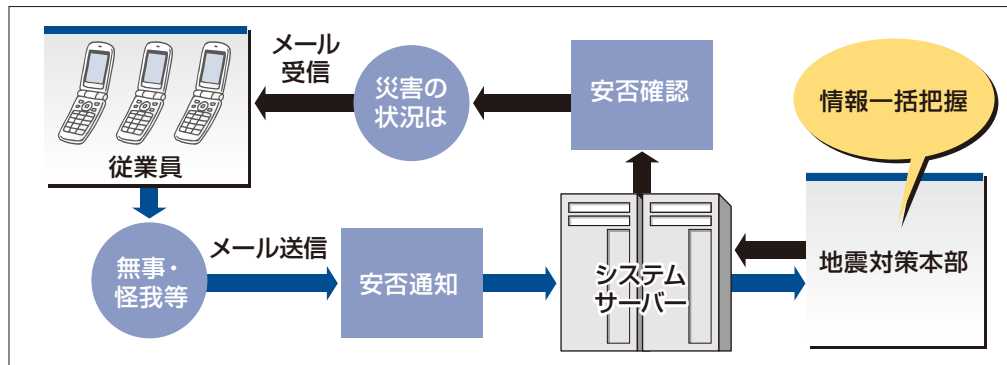 メール
受信
災害の
状況は
安否確認
情報一括把握
従業員
無事・
怪我等
メール送信
安否通知
システム
サーバー
地震対策本部